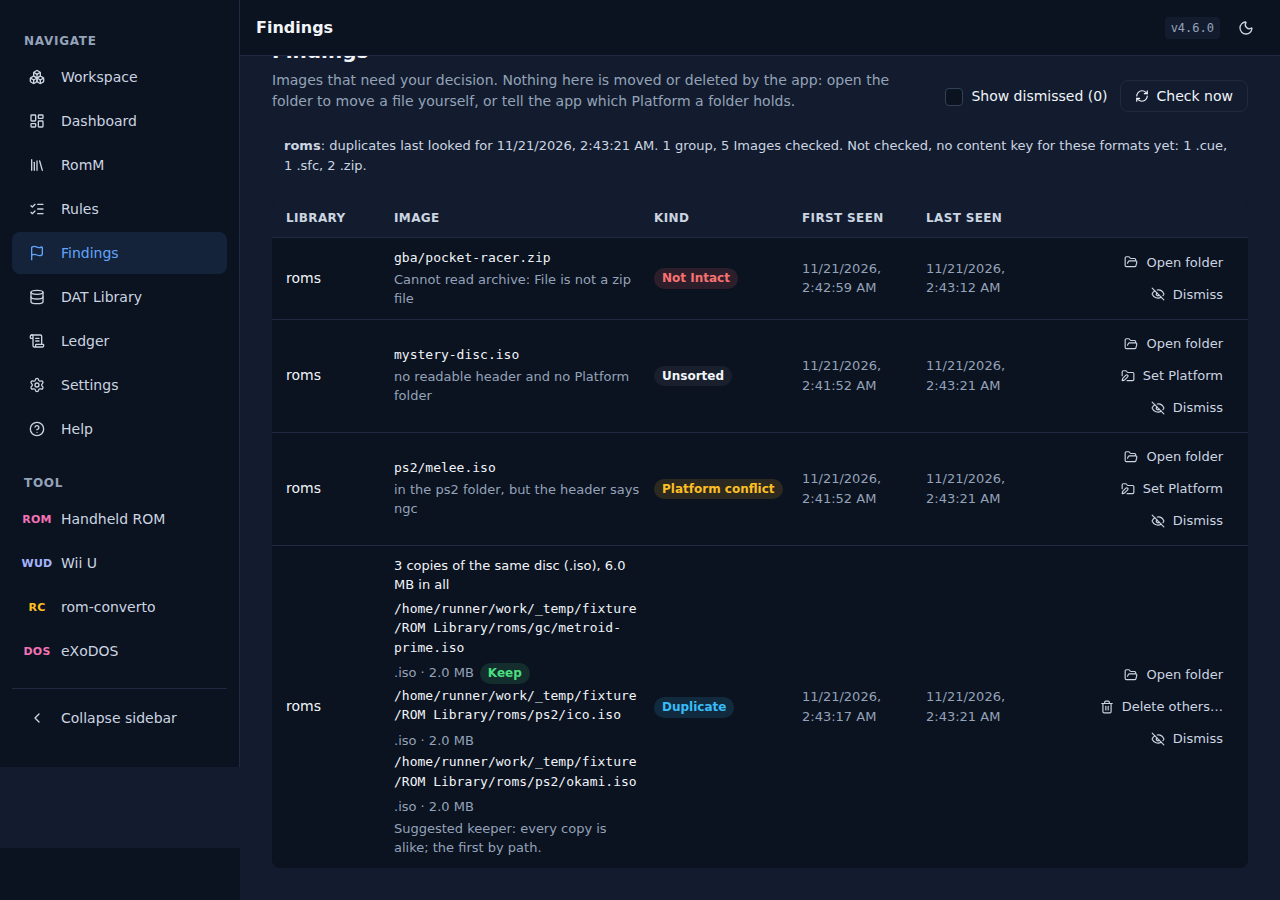 NAVIGATE
Workspace
Dashboard
RomM
Rules
Findings
DAT Library
Ledger
Settings
Help
TOOL
ROM Handheld ROM
WUD Wii U
RC rom-converto
DOS eXoDOS
Collapse sidebar
Findings
v4.6.0
Findings
Images that need your decision. Nothing here is moved or deleted by the app: open the
folder to move a file yourself, or tell the app which Platform a folder holds.
Show dismissed (0)
Check now
roms: duplicates last looked for 11/21/2026, 2:43:21 AM. 1 group, 5 Images checked. Not checked, no content key for these formats yet: 1 .cue,
1 .sfc, 2 .zip.
LIBRARY IMAGE KIND FIRST SEEN LAST SEEN
roms
gba/pocket-racer.zip
Cannot read archive: File is not a zip
file
Not Intact
11/21/2026,
2:42:59 AM
11/21/2026,
2:43:12 AM
Open folder
Dismiss
roms
mystery-disc.iso
no readable header and no Platform
folder
Unsorted
11/21/2026,
2:41:52 AM
11/21/2026,
2:43:21 AM
Open folder
Set Platform
Dismiss
roms
ps2/melee.iso
in the ps2 folder, but the header says
ngc
Platform conflict
11/21/2026,
2:41:52 AM
11/21/2026,
2:43:21 AM
Open folder
Set Platform
Dismiss
roms
3 copies of the same disc (.iso), 6.0
MB in all
/home/runner/work/_temp/fixture
/ROM Library/roms/gc/metroid-
prime.iso
.iso · 2.0 MB Keep
/home/runner/work/_temp/fixture
/ROM Library/roms/ps2/ico.iso
.iso · 2.0 MB
/home/runner/work/_temp/fixture
/ROM Library/roms/ps2/okami.iso
.iso · 2.0 MB
Suggested keeper: every copy is
alike; the first by path.
Duplicate
11/21/2026,
2:43:17 AM
11/21/2026,
2:43:21 AM
Open folder
Delete others…
Dismiss